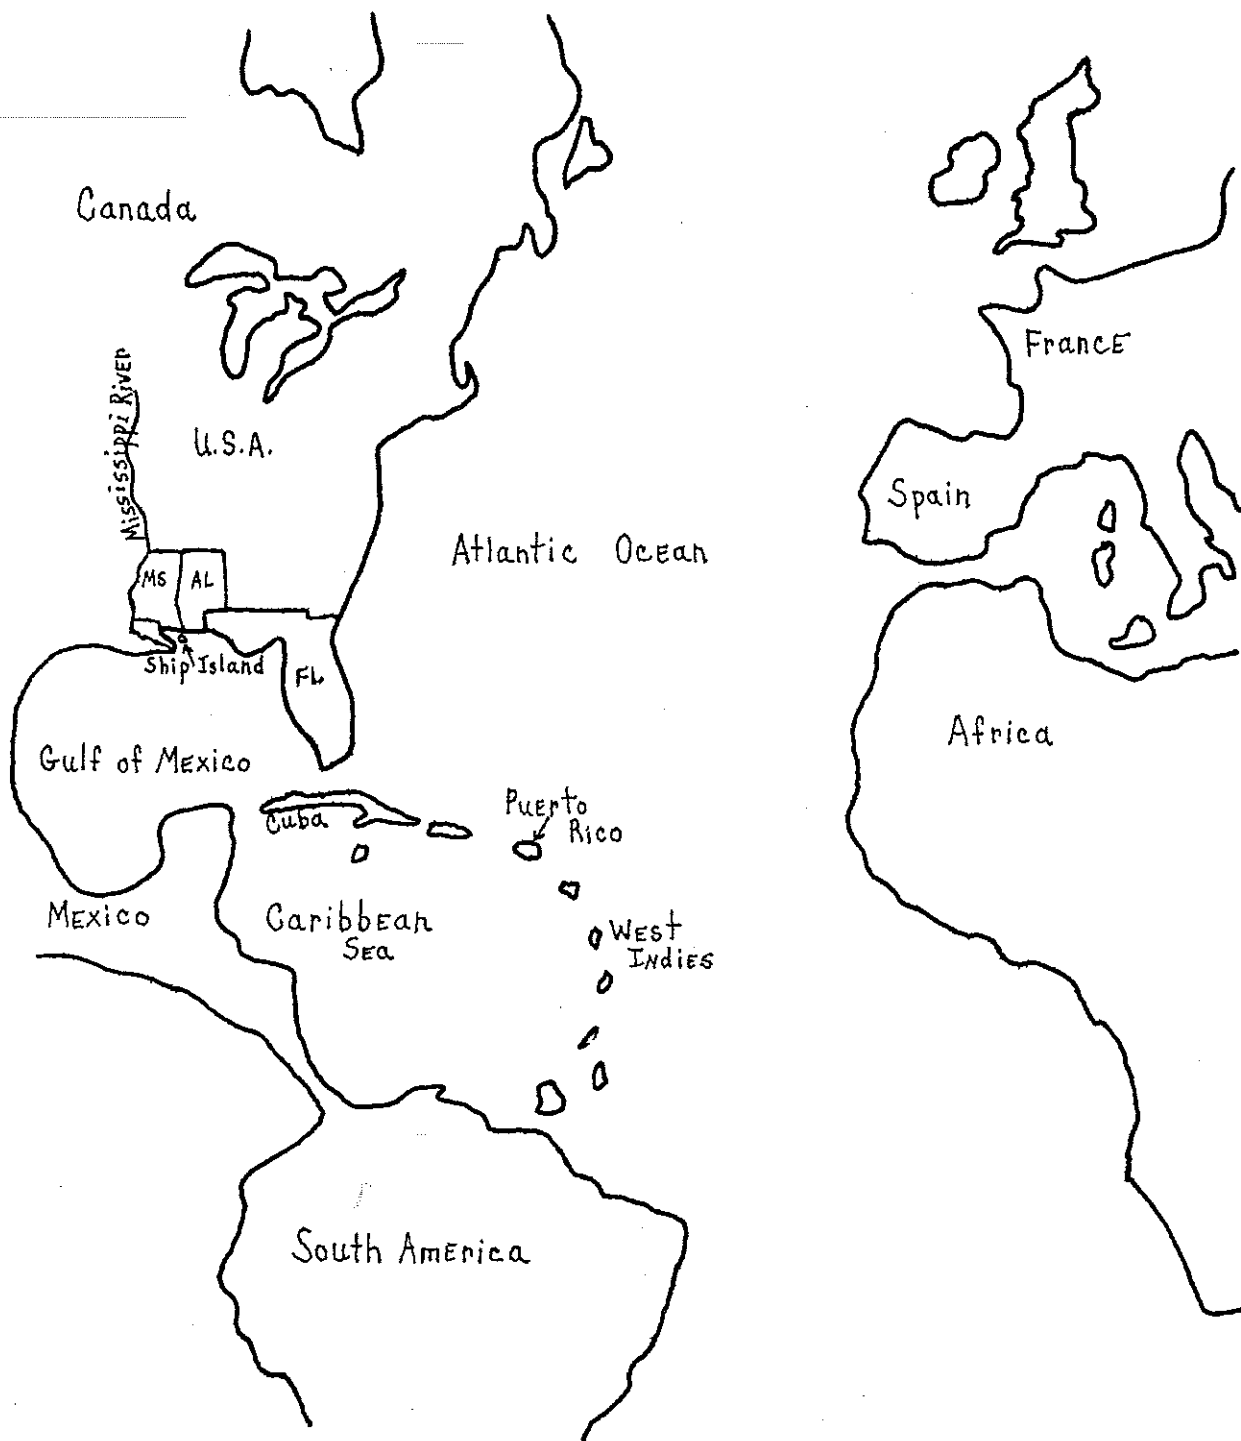 Canada
Mississippi River
U.S.A.
France
Spain
Atlantic Ocean
MS
AL
Ship Island
FL
Gulf of Mexico
Africa
Cuba
Puerto
Rico
Mexico
Caribbean
Sea
West
Indies
South America